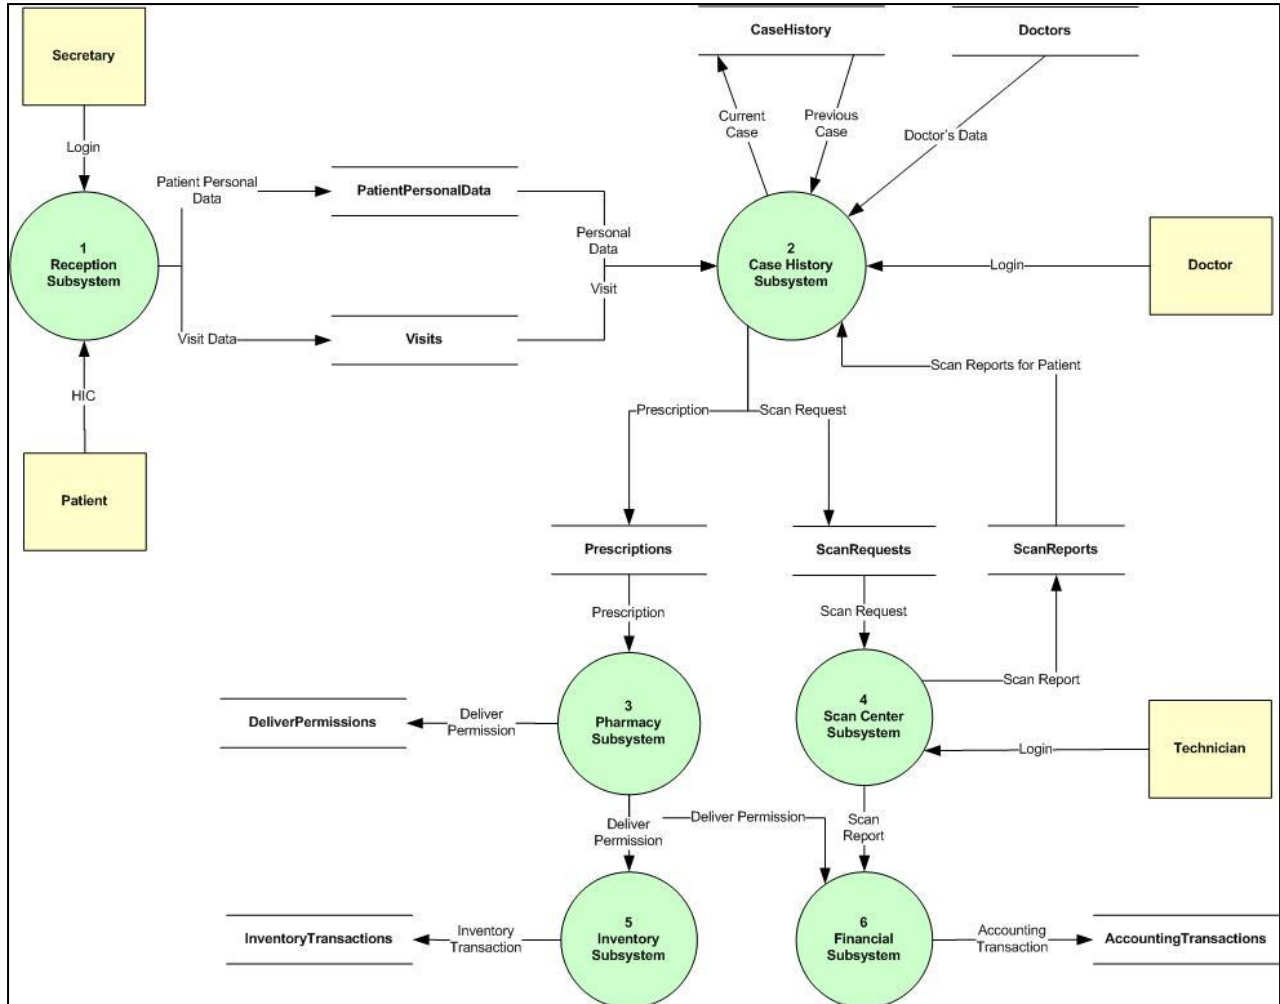 Secretary
CaseHistory
Doctors
Login
Current
Case
Previous
Case
Doctor's Data
Patient Personal
Data
PatientPersonalData
1
Reception
Subsystem
Personal
Data
2
Case History
Subsystem
Login
Doctor
Visit
Visit Data
Visits
HIC
Scan Reports for Patient
Prescription
Scan Request
Patient
Prescriptions
ScanRequests
ScanReports
Prescription
Scan Request
Scan Report
DeliverPermissions
Deliver
Permission
3
Pharmacy
Subsystem
4
Scan Center
Subsystem
Login
Technician
Deliver
Permission
Deliver Permission
Scan
Report
InventoryTransactions
Inventory
Transaction
5
Inventory
Subsystem
6
Financial
Subsystem
Accounting
Transaction
AccountingTransactions